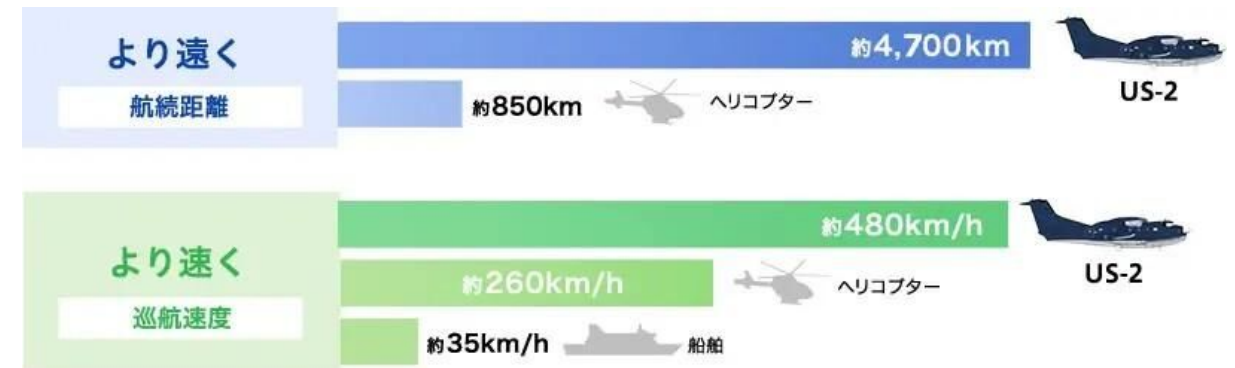 より遠く
航続距離
約4,700km
US-2
約850km
ヘリコプター
より速く
巡航速度
約480km/h
US-2
約260km/h
ヘリコプター
約35km/h
船舶